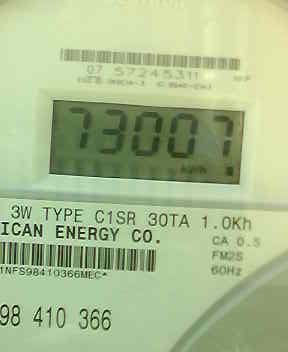 07 57245311
73007
kWh
3W TYPE C1SR 30TA 1.0Kh
ICAN ENERGY CO.
CA 0.5
FM2S
60Hz
1NFS98410366MEC*
98 410 366